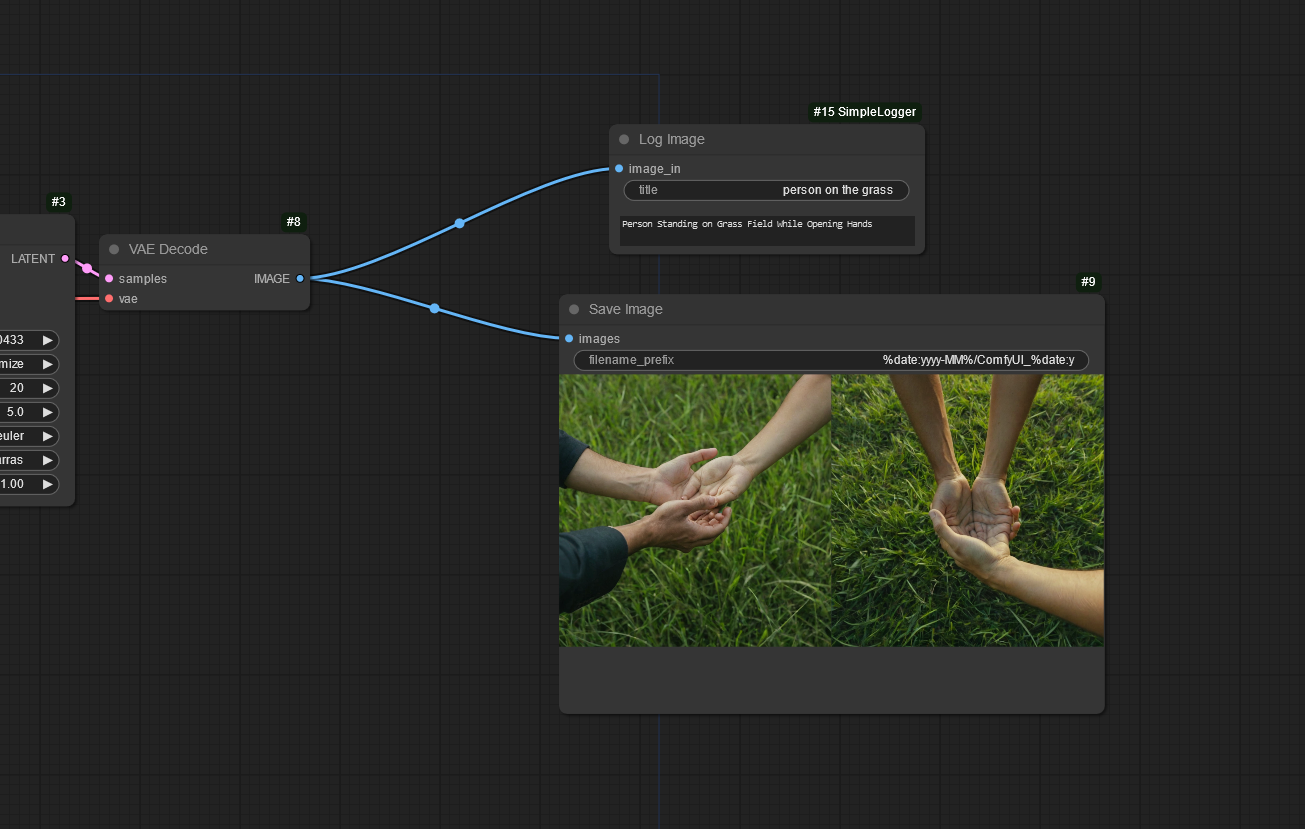 #15 SimpleLogger
Log Image
image_in
title person on the grass
Person Standing on Grass Field While Opening Hands
#3
LATENT
0433
mize
20
5.0
euler
rras
1.00
#8
VAE Decode
samples IMAGE
vae
#9
Save Image
images
filename_prefix %date:yyyy-MM%/ComfyUI_%date:y